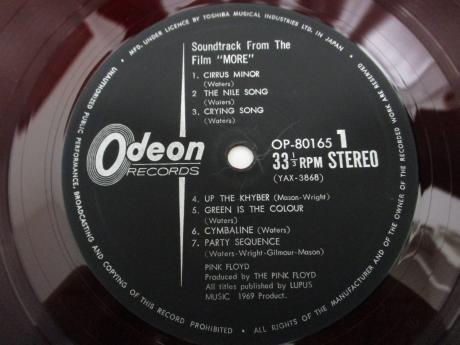 MFD. UNDER LICENCE BY TOSHIBA MUSICAL INDUSTRIES LTD. IN JAPAN
UNAUTHORIZED PUBLIC PERFORMANCE, BROADCASTING AND COPYING OF THIS RECORD PROHIBITED • ALL RIGHTS OF THE MANUFACTURER AND OF THE OWNER OF THE RECORDED WORK ARE RESERVED
Soundtrack From The
Film "MORE"
1. CIRRUS MINOR
(Waters)
2. THE NILE SONG
(Waters)
3. CRYING SONG
(Waters)
Odeon
RECORDS
OP-80165 1
33 1/3 RPM STEREO
(YAX-3868)
4. UP THE KHYBER (Mason-Wright)
5. GREEN IS THE COLOUR
(Waters)
6. CYMBALINE (Waters)
7. PARTY SEQUENCE
(Waters-Wright-Gilmour-Mason)
PINK FLOYD
Produced by THE PINK FLOYD
All titles published by LUPUS
MUSIC 1969 Product.